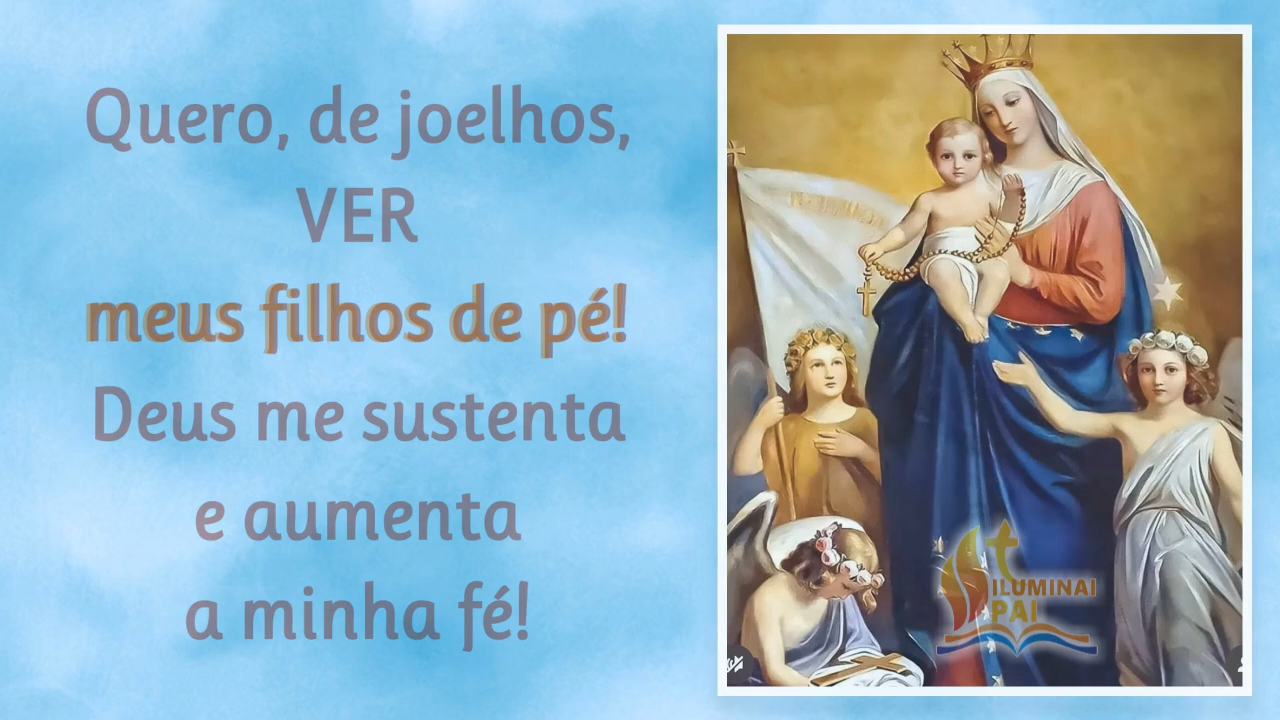 Quero, de joelhos,
VER
meus filhos de pé!
Deus me sustenta
e aumenta
a minha fé!
ILUMINAI
PAI